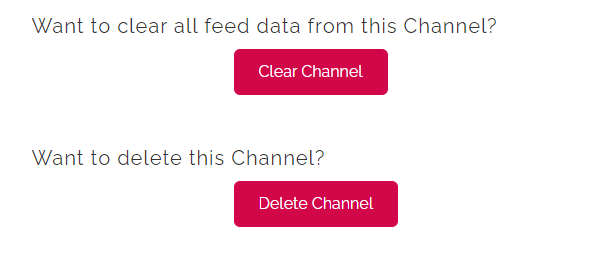 Want to clear all feed data from this Channel?
Clear Channel
Want to delete this Channel?
Delete Channel